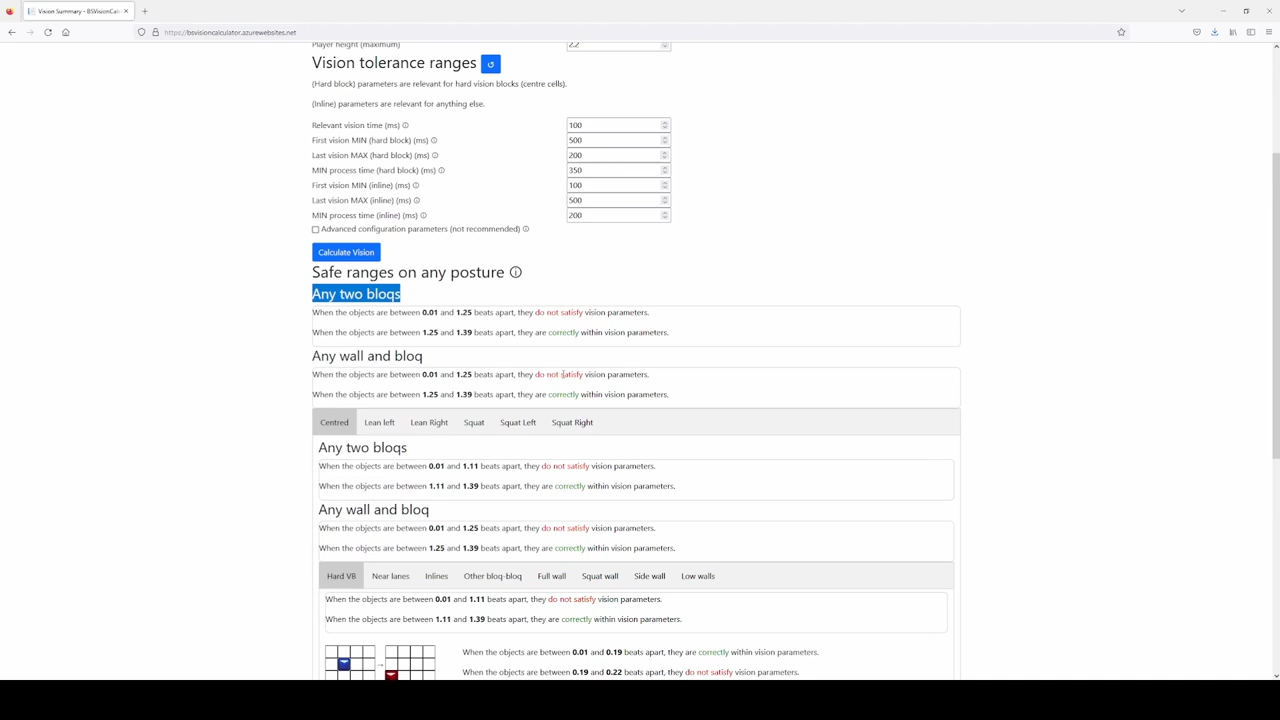 Vision Summary - BSVisionCalc
https://bsvisioncalculator.azurewebsites.net
Player height (maximum)
2.2
Vision tolerance ranges
(Hard block) parameters are relevant for hard vision blocks (centre cells).
(Inline) parameters are relevant for anything else.
Relevant vision time (ms) 100
First vision MIN (hard block) (ms) 500
Last vision MAX (hard block) (ms) 200
MIN process time (hard block) (ms) 350
First vision MIN (inline) (ms) 100
Last vision MAX (inline) (ms) 500
MIN process time (inline) (ms) 200
Advanced configuration parameters (not recommended)
Calculate Vision
Safe ranges on any posture
Any two bloqs
When the objects are between 0.01 and 1.25 beats apart, they do not satisfy vision parameters.
When the objects are between 1.25 and 1.39 beats apart, they are correctly within vision parameters.
Any wall and bloq
When the objects are between 0.01 and 1.25 beats apart, they do not satisfy vision parameters.
When the objects are between 1.25 and 1.39 beats apart, they are correctly within vision parameters.
Centred Lean left Lean Right Squat Squat Left Squat Right
Any two bloqs
When the objects are between 0.01 and 1.11 beats apart, they do not satisfy vision parameters.
When the objects are between 1.11 and 1.39 beats apart, they are correctly within vision parameters.
Any wall and bloq
When the objects are between 0.01 and 1.25 beats apart, they do not satisfy vision parameters.
When the objects are between 1.25 and 1.39 beats apart, they are correctly within vision parameters.
Hard VB Near lanes Inlines Other bloq-bloq Full wall Squat wall Side wall Low walls
When the objects are between 0.01 and 1.11 beats apart, they do not satisfy vision parameters.
When the objects are between 1.11 and 1.39 beats apart, they are correctly within vision parameters.
When the objects are between 0.01 and 0.19 beats apart, they are correctly within vision parameters.
When the objects are between 0.19 and 0.22 beats apart, they do not satisfy vision parameters.